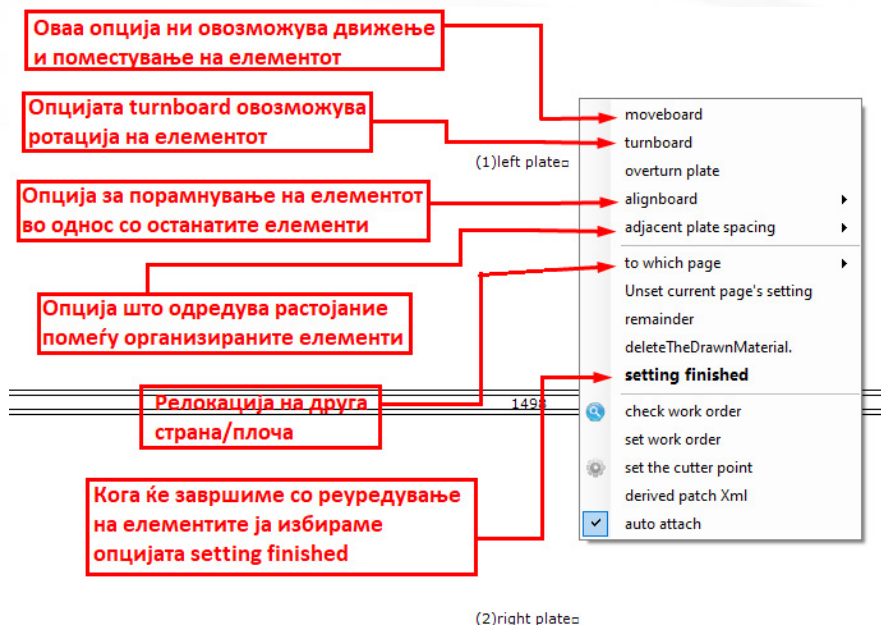 Оваа опција ни овозможува движење
и поместување на елементот
Опцијата turnboard овозможува
ротација на елементот
(1)left plate
Опција за порамнување на елементот
во однос со останатите елементи
Опција што одредува растојание
помеѓу организираните елементи
Релокација на друга
страна/плоча
1498
Кога ќе завршиме со реуредување
на елементите ја избираме
опцијата setting finished
moveboard
turnboard
overturn plate
alignboard
adjacent plate spacing
to which page
Unset current page's setting
remainder
deleteTheDrawnMaterial.
setting finished
check work order
set work order
set the cutter point
derived patch Xml
auto attach
(2)right plate